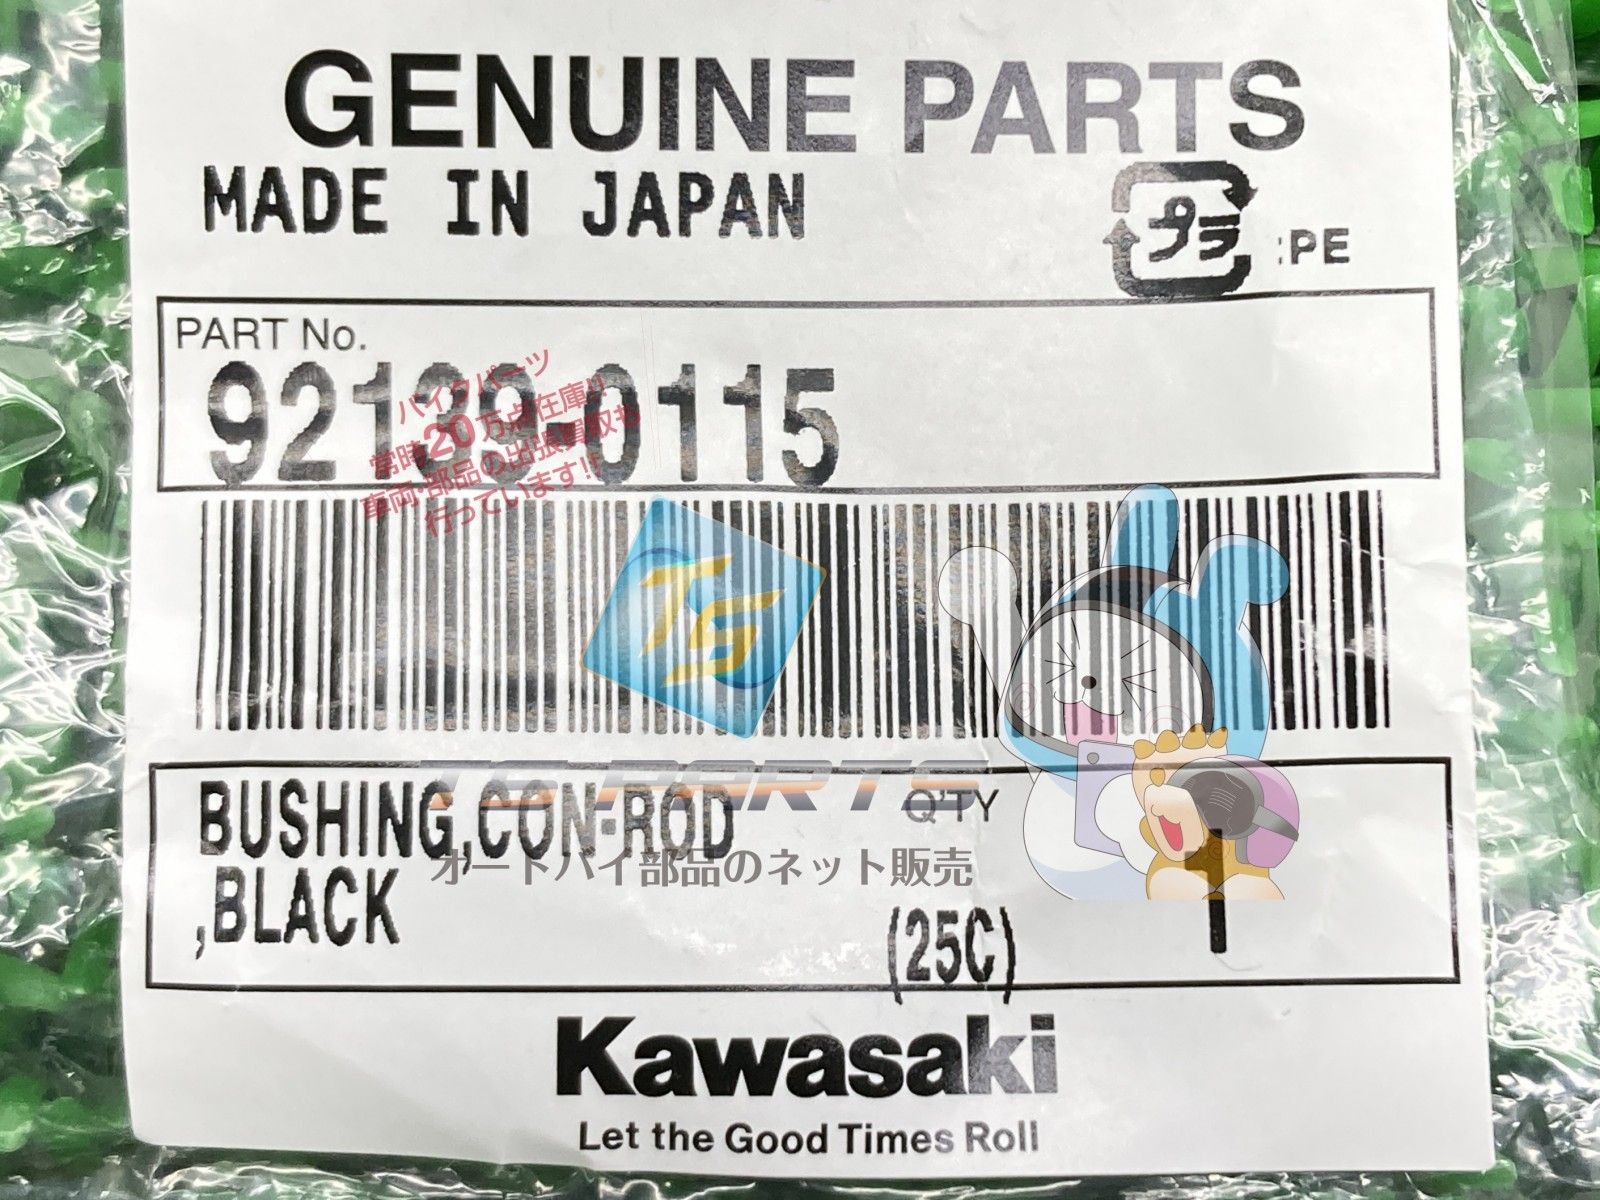 GENUINE PARTS
MADE IN JAPAN
プラ :PE
PART No.
92139-0115
バイクパーツ
常時20万点在庫!!
車両・部品の出張買取も
行っています!!
TS
TS-PARTS
BUSHING,CON-ROD Q'TY
オートバイ部品のネット販売
,BLACK (25C) 1
Kawasaki
Let the Good Times Roll